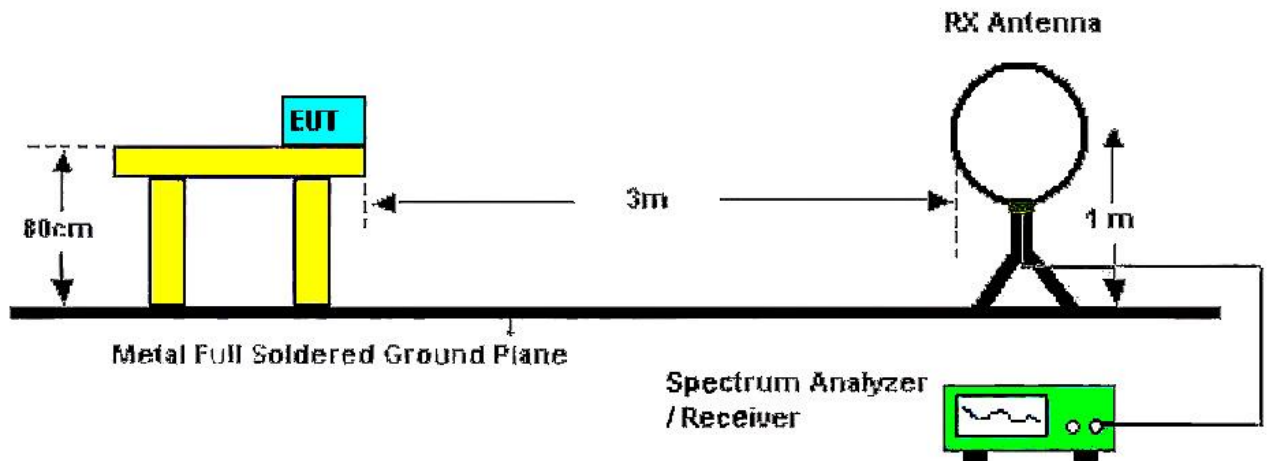 RX Antenna
EUT
80cm
3m
1 m
Metal Full Soldered Ground Plane
Spectrum Analyzer
/ Receiver